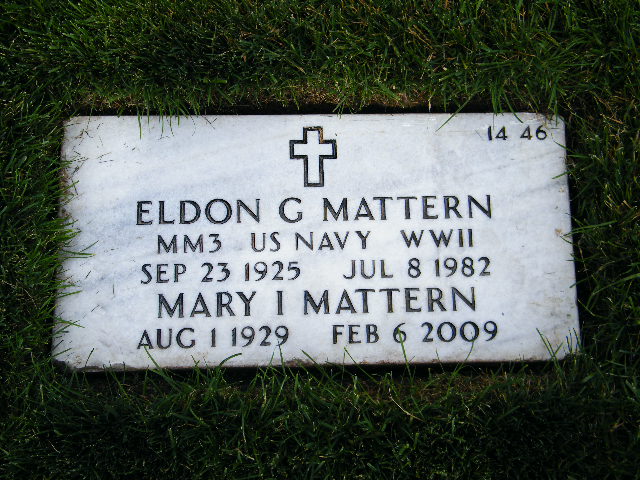 14 46
ELDON G MATTERN
MM3 US NAVY WWII
SEP 23 1925 JUL 8 1982
MARY I MATTERN
AUG 1 1929 FEB 6 2009